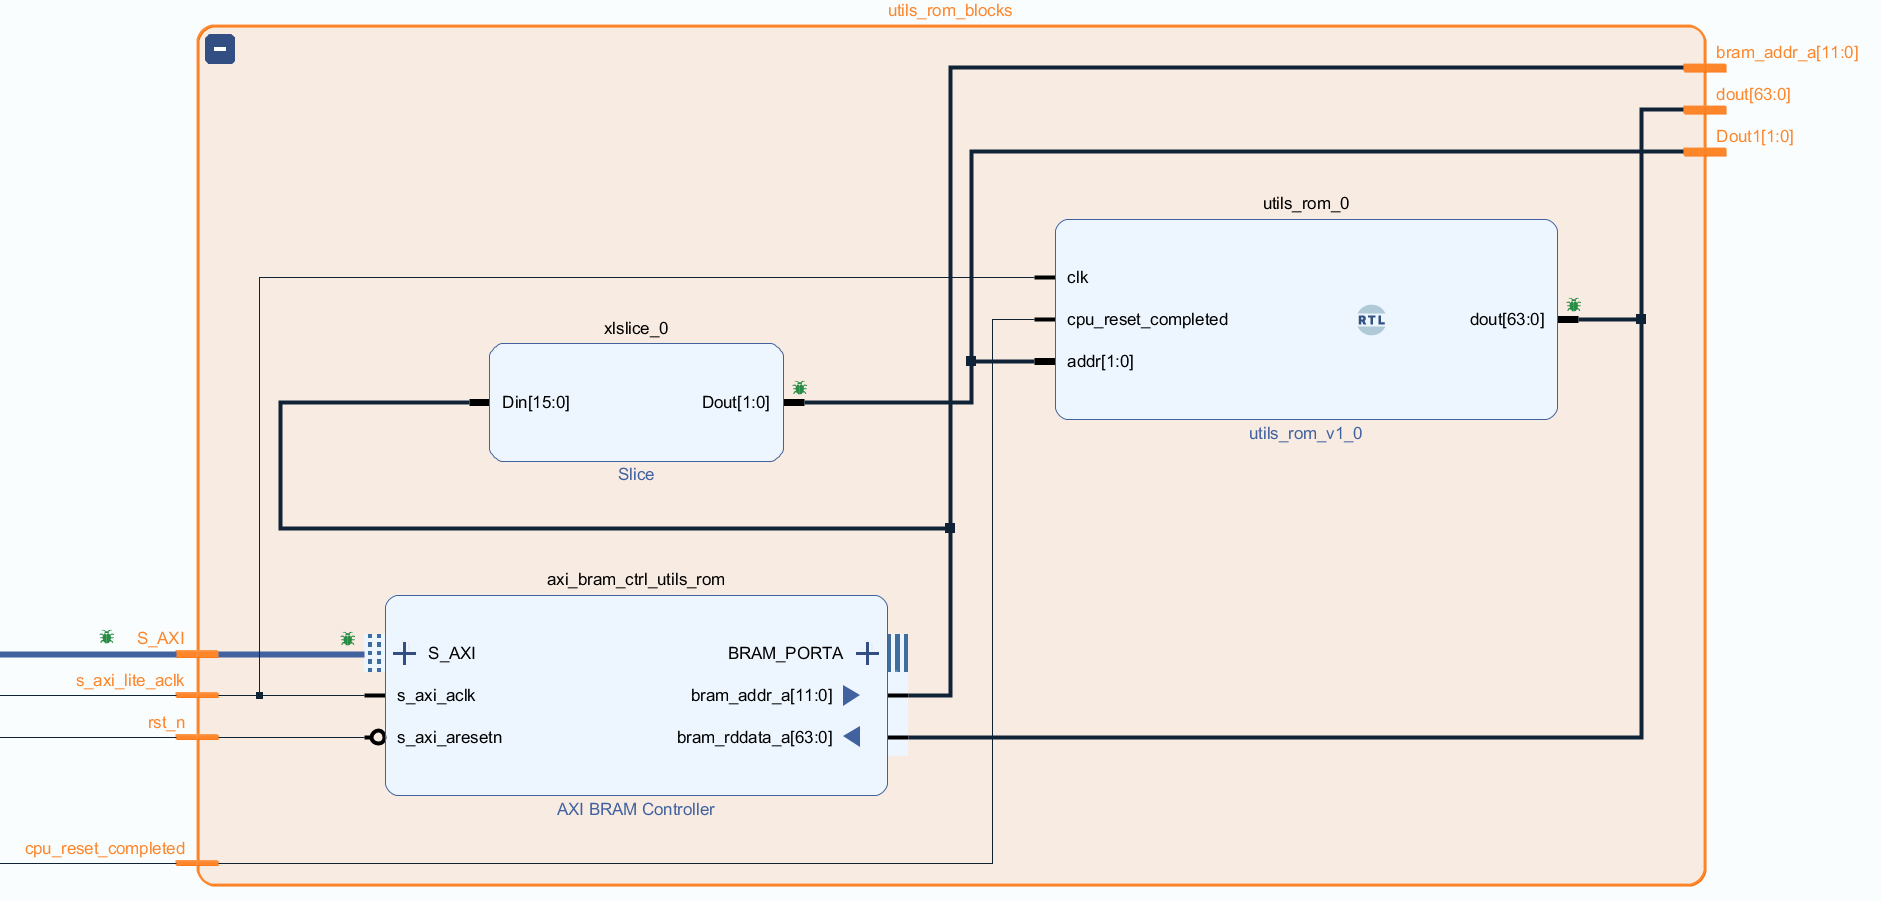 utils_rom_blocks
bram_addr_a[11:0]
dout[63:0]
Dout1[1:0]
utils_rom_0
clk
cpu_reset_completed
addr[1:0]
RTL
dout[63:0]
utils_rom_v1_0
xlslice_0
Din[15:0]
Dout[1:0]
Slice
axi_bram_ctrl_utils_rom
S_AXI
s_axi_lite_aclk
rst_n
S_AXI
s_axi_aclk
s_axi_aresetn
BRAM_PORTA
bram_addr_a[11:0]
bram_rddata_a[63:0]
AXI BRAM Controller
cpu_reset_completed